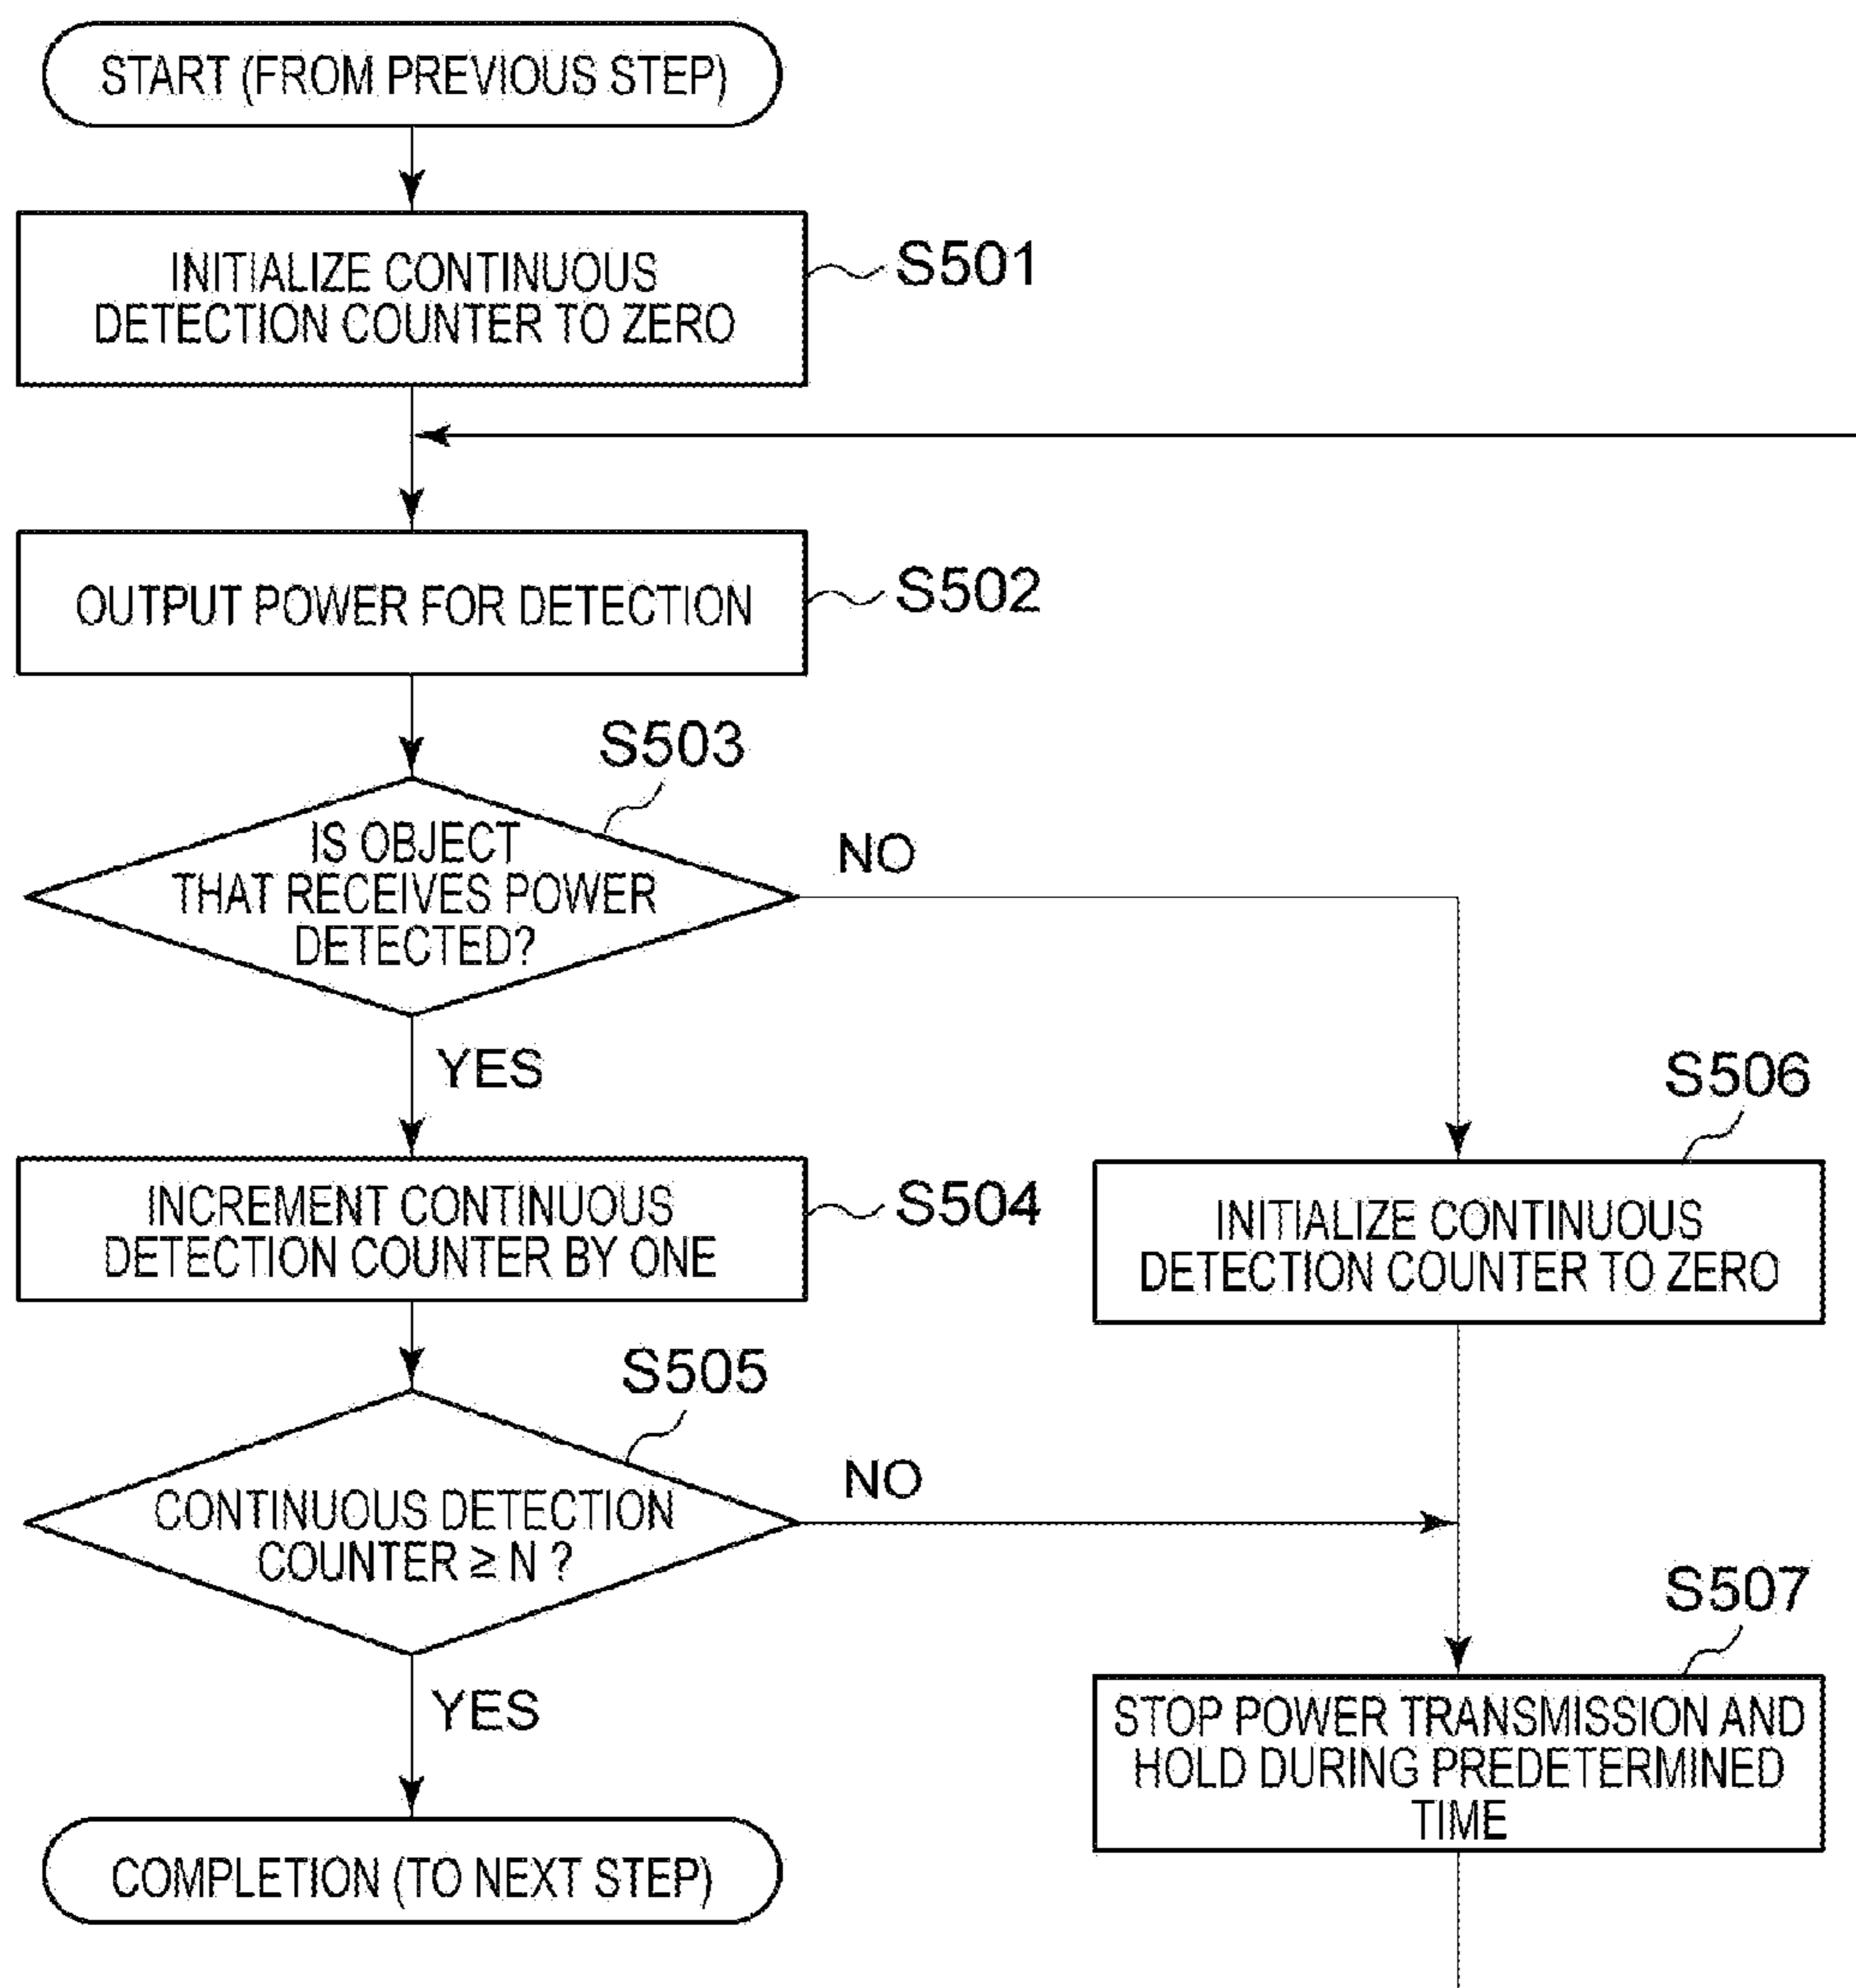 START (FROM PREVIOUS STEP)
INITIALIZE CONTINUOUS
DETECTION COUNTER TO ZERO
S501
OUTPUT POWER FOR DETECTION
S502
S503
IS OBJECT
THAT RECEIVES POWER
DETECTED?
NO
YES
INCREMENT CONTINUOUS
DETECTION COUNTER BY ONE
S504
S506
INITIALIZE CONTINUOUS
DETECTION COUNTER TO ZERO
S505
CONTINUOUS DETECTION
COUNTER ≥ N ?
NO
YES
S507
STOP POWER TRANSMISSION AND
HOLD DURING PREDETERMINED
TIME
COMPLETION (TO NEXT STEP)